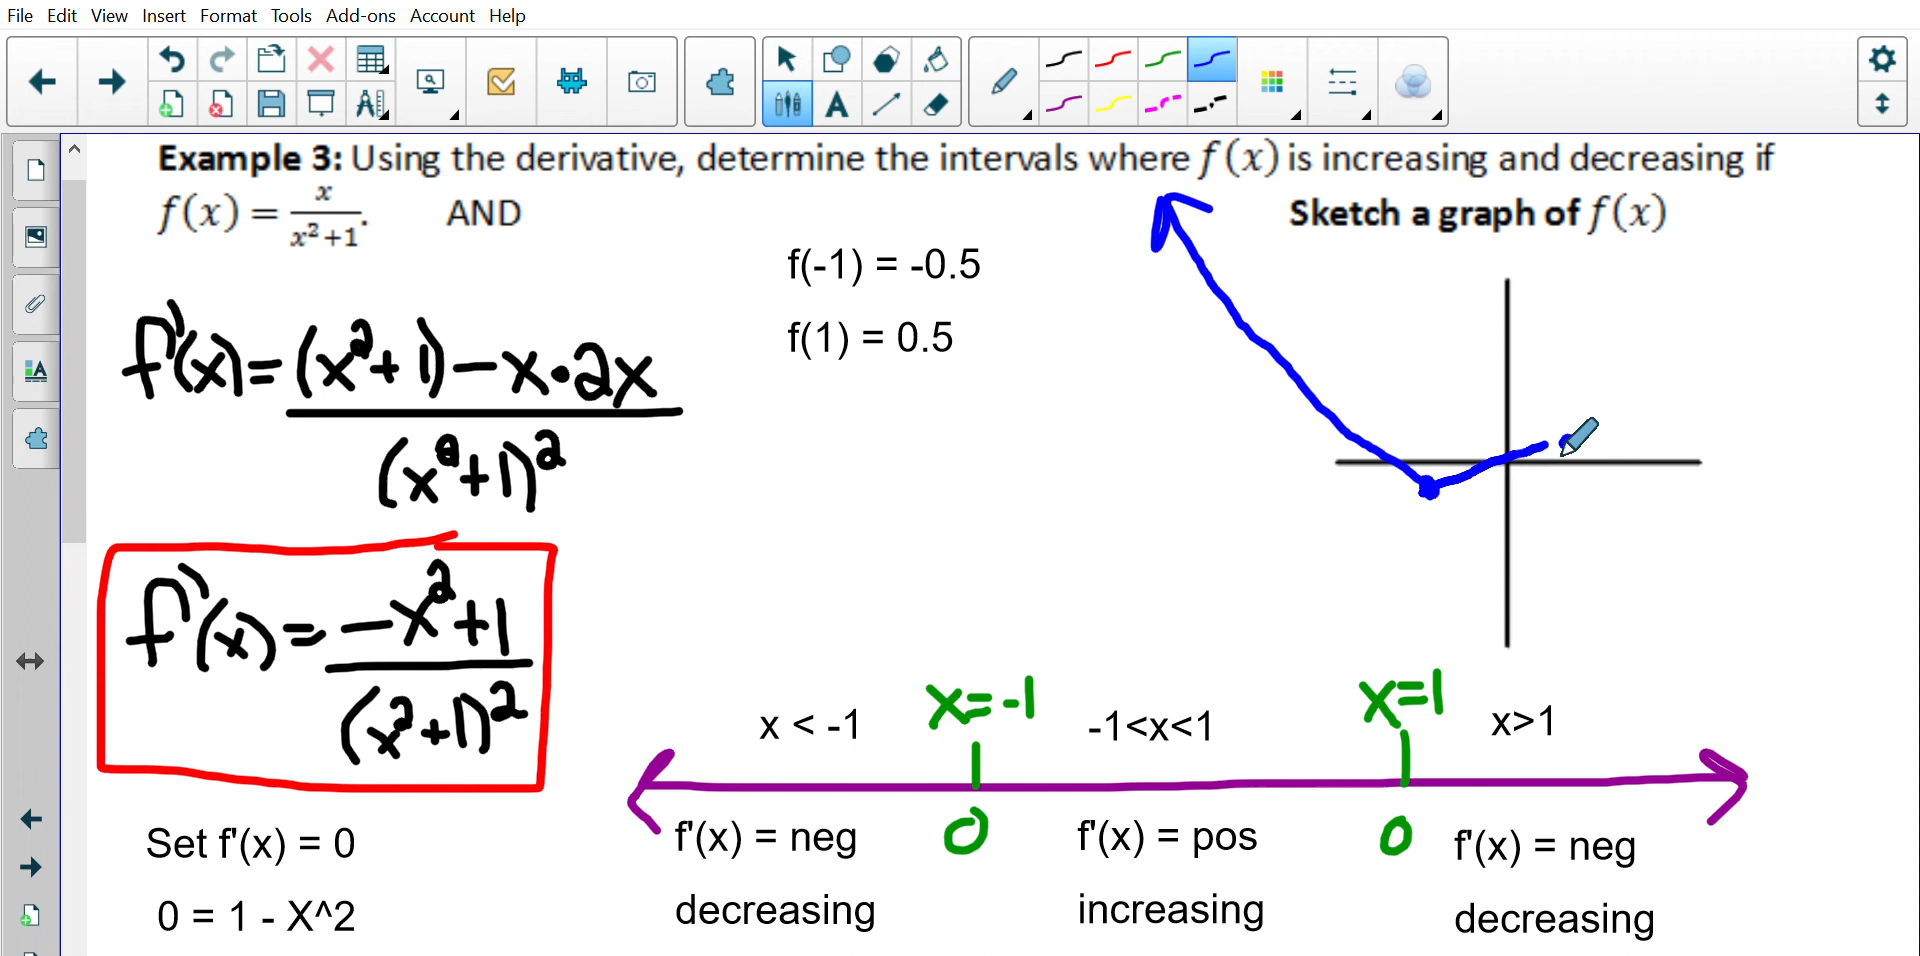 File Edit View Insert Format Tools Add-ons Account Help
Example 3: Using the derivative, determine the intervals where f(x) is increasing and decreasing if
f(x) = x/(x²+1). AND Sketch a graph of f(x)
f(-1) = -0.5
f(1) = 0.5
f'(x) = (x²+1) - x·2x
(x²+1)²
f'(x) = -x²+1
(x²+1)²
x = -1 x = 1
x < -1 -1<x<1 x>1
0 0
Set f'(x) = 0 f'(x) = neg f'(x) = pos f'(x) = neg
0 = 1 - X^2 decreasing increasing decreasing